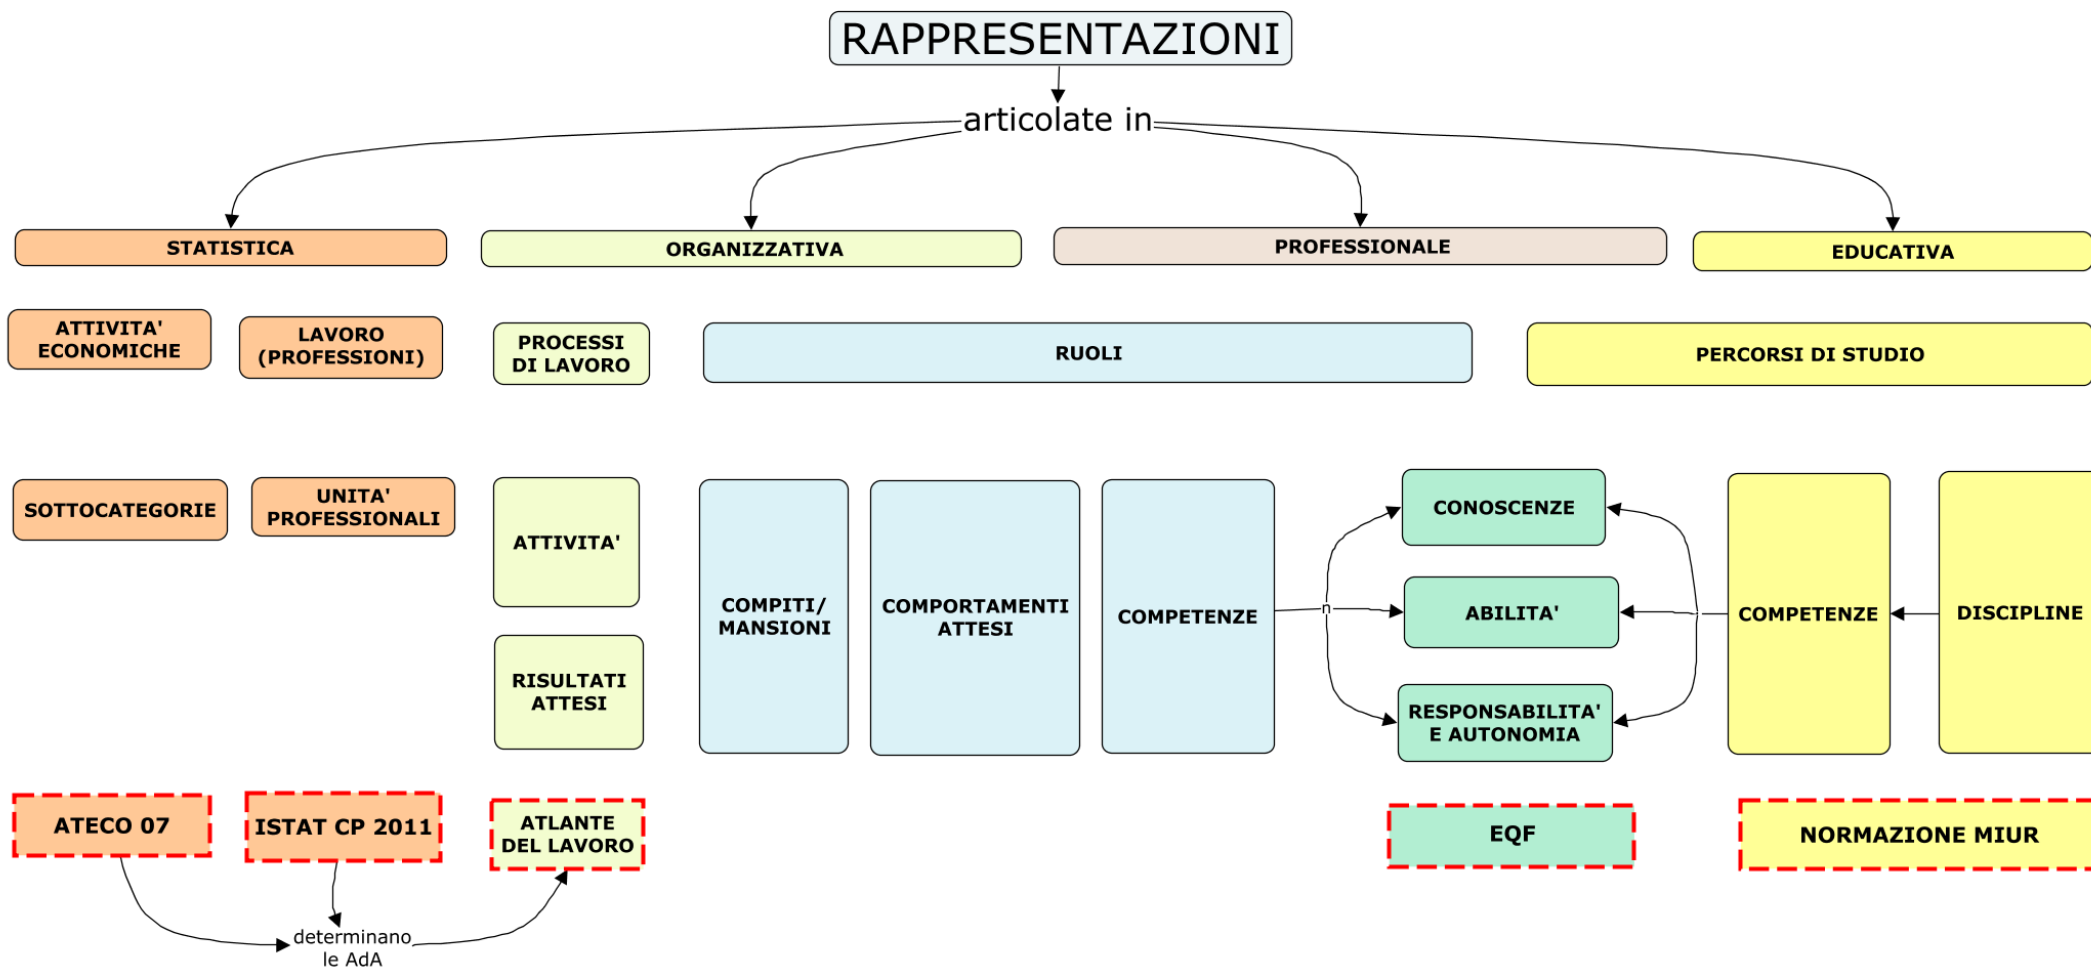 RAPPRESENTAZIONI
articolate in
STATISTICA
ORGANIZZATIVA
PROFESSIONALE
EDUCATIVA
ATTIVITA'
ECONOMICHE
LAVORO
(PROFESSIONI)
PROCESSI
DI LAVORO
RUOLI
PERCORSI DI STUDIO
SOTTOCATEGORIE
UNITA'
PROFESSIONALI
ATTIVITA'
RISULTATI
ATTESI
COMPITI/
MANSIONI
COMPORTAMENTI
ATTESI
COMPETENZE
n
CONOSCENZE
ABILITA'
RESPONSABILITA'
E AUTONOMIA
COMPETENZE
DISCIPLINE
ATECO 07
ISTAT CP 2011
ATLANTE
DEL LAVORO
EQF
NORMAZIONE MIUR
determinano
le AdA